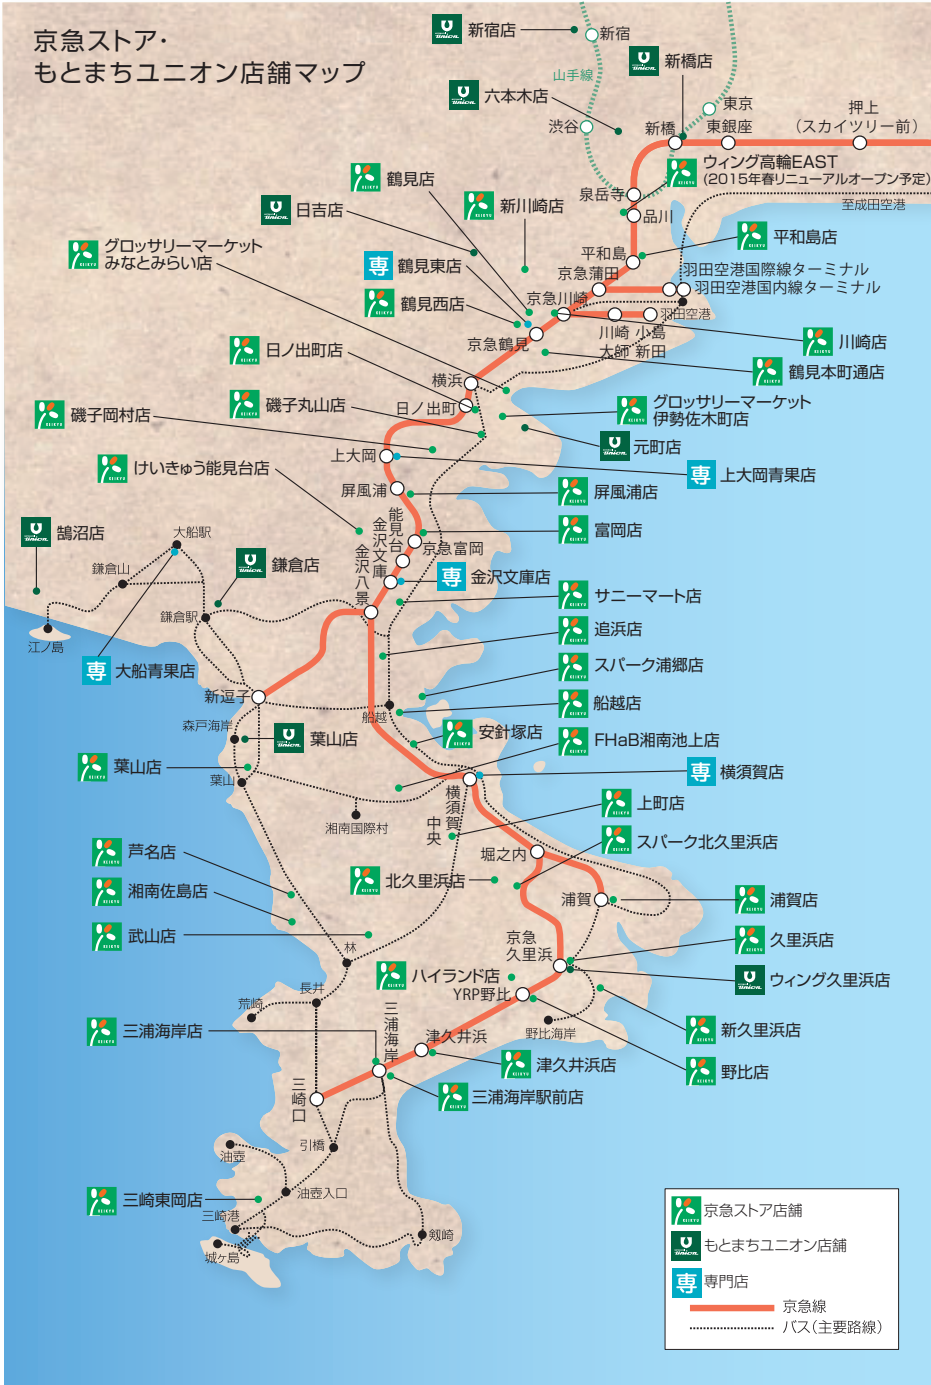 京急ストア・
もとまちユニオン店舗マップ
新宿店
新宿
山手線
新橋店
六本木店
渋谷
東京
新橋
東銀座
押上
(スカイツリー前)
ウィング高輪EAST
(2015年春リニューアルオープン予定)
泉岳寺
品川
至成田空港
鶴見店
日吉店
新川崎店
平和島
平和島店
グロッサリーマーケット
みなとみらい店
鶴見東店
京急蒲田
羽田空港国際線ターミナル
羽田空港国内線ターミナル
羽田空港
鶴見西店
京急川崎
京急鶴見
川崎
大師
小島
新田
川崎店
日ノ出町店
鶴見本町通店
横浜
磯子岡村店
磯子丸山店
日ノ出町
グロッサリーマーケット
伊勢佐木町店
元町店
けいきゅう能見台店
上大岡
上大岡青果店
屏風浦
屏風浦店
能見台
金沢文庫
金沢八景
京急富岡
富岡店
鵠沼店
大船駅
鎌倉山
鎌倉店
金沢文庫店
サニーマート店
鎌倉駅
江ノ島
追浜店
大船青果店
スパーク浦郷店
新逗子
船越
船越店
森戸海岸
葉山店
安針塚店
FHaB湘南池上店
葉山店
葉山
横須賀店
湘南国際村
横須賀
中央
上町店
芦名店
堀之内
スパーク北久里浜店
北久里浜店
湘南佐島店
浦賀
浦賀店
武山店
林
京急
久里浜
久里浜店
ハイランド店
ウィング久里浜店
YRP野比
荒崎
長井
野比海岸
新久里浜店
三浦海岸店
三浦海岸
津久井浜
津久井浜店
野比店
三浦海岸駅前店
三崎口
引橋
油壺
油壺入口
三崎東岡店
三崎港
城ヶ島
剱崎
京急ストア店舗
もとまちユニオン店舗
専 専門店
京急線
バス(主要路線)